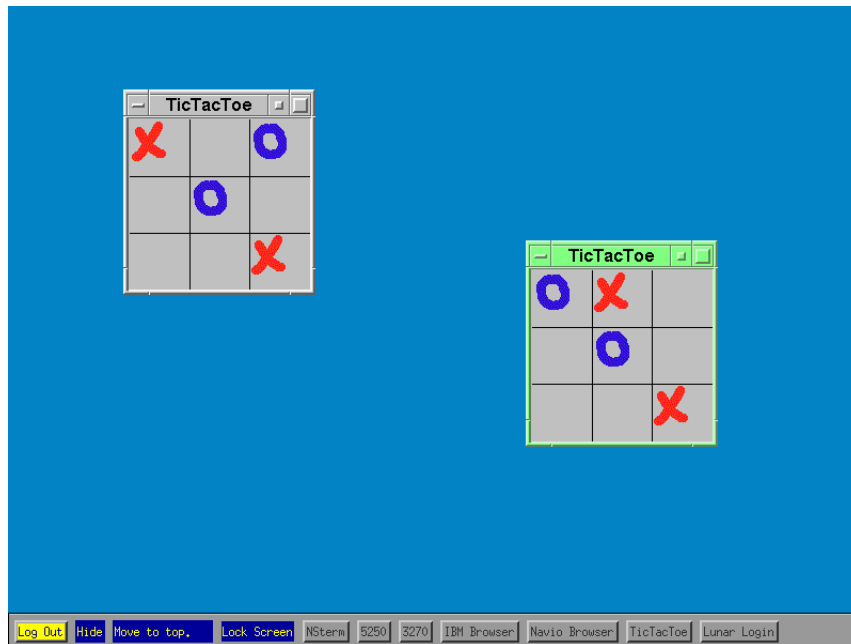 TicTacToe
X O
O
X
TicTacToe
O X
O
X
Log Out Hide Move to top. Lock Screen NSterm 5250 3270 IBM Browser Navio Browser TicTacToe Lunar Login